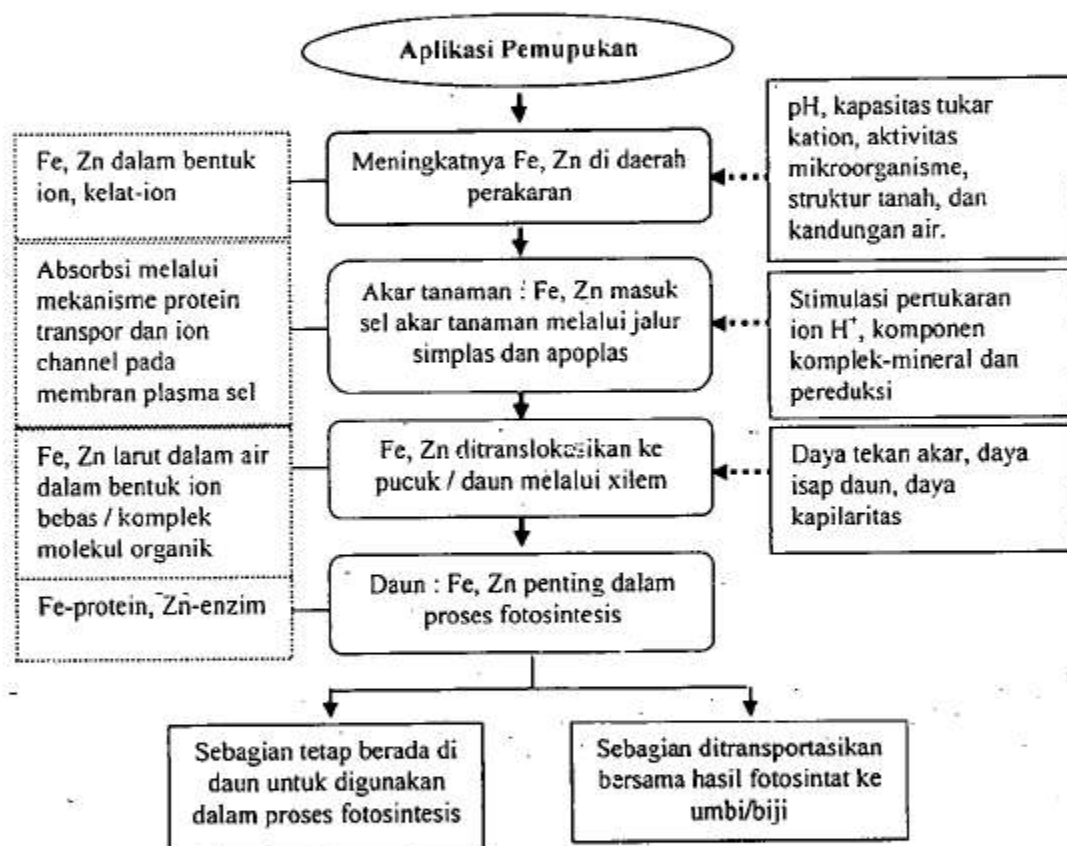 Aplikasi Pemupukan
Fe, Zn dalam bentuk
ion, kelat-ion
Meningkatnya Fe, Zn di daerah
perakaran
pH, kapasitas tukar
kation, aktivitas
mikroorganisme,
struktur tanah, dan
kandungan air.
Absorbsi melalui
mekanisme protein
transpor dan ion
channel pada
membran plasma sel
Akar tanaman : Fe, Zn masuk
sel akar tanaman melalui jalur
simplas dan apoplas
Stimulasi pertukaran
ion H⁺, komponen
komplek-mineral dan
pereduksi
Fe, Zn larut dalam air
dalam bentuk ion
bebas / komplek
molekul organik
Fe, Zn ditranslokasikan ke
pucuk / daun melalui xilem
Daya tekan akar, daya
isap daun, daya
kapilaritas
Fe-protein, Zn-enzim
Daun : Fe, Zn penting dalam
proses fotosintesis
Sebagian tetap berada di
daun untuk digunakan
dalam proses fotosintesis
Sebagian ditransportasikan
bersama hasil fotosintat ke
umbi/biji